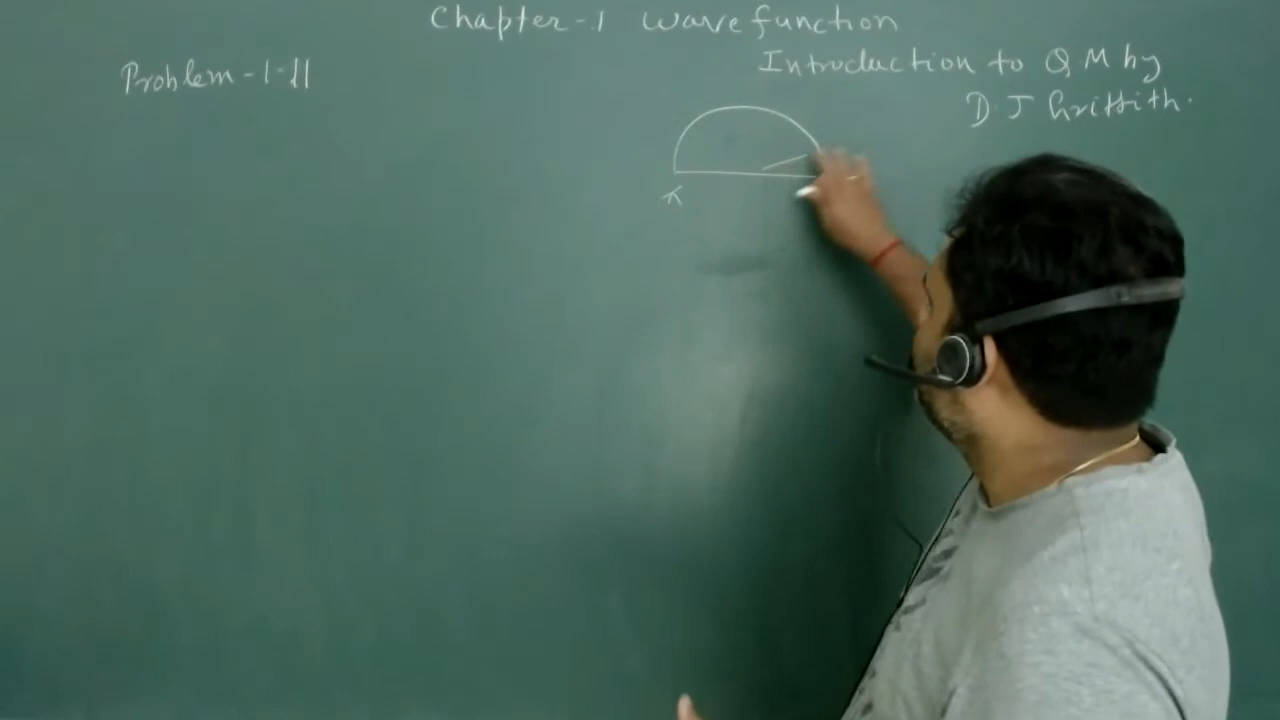 Chapter-1 Wavefunction
Introduction to QM by
D.J Griffith.
Problem-1.11
π